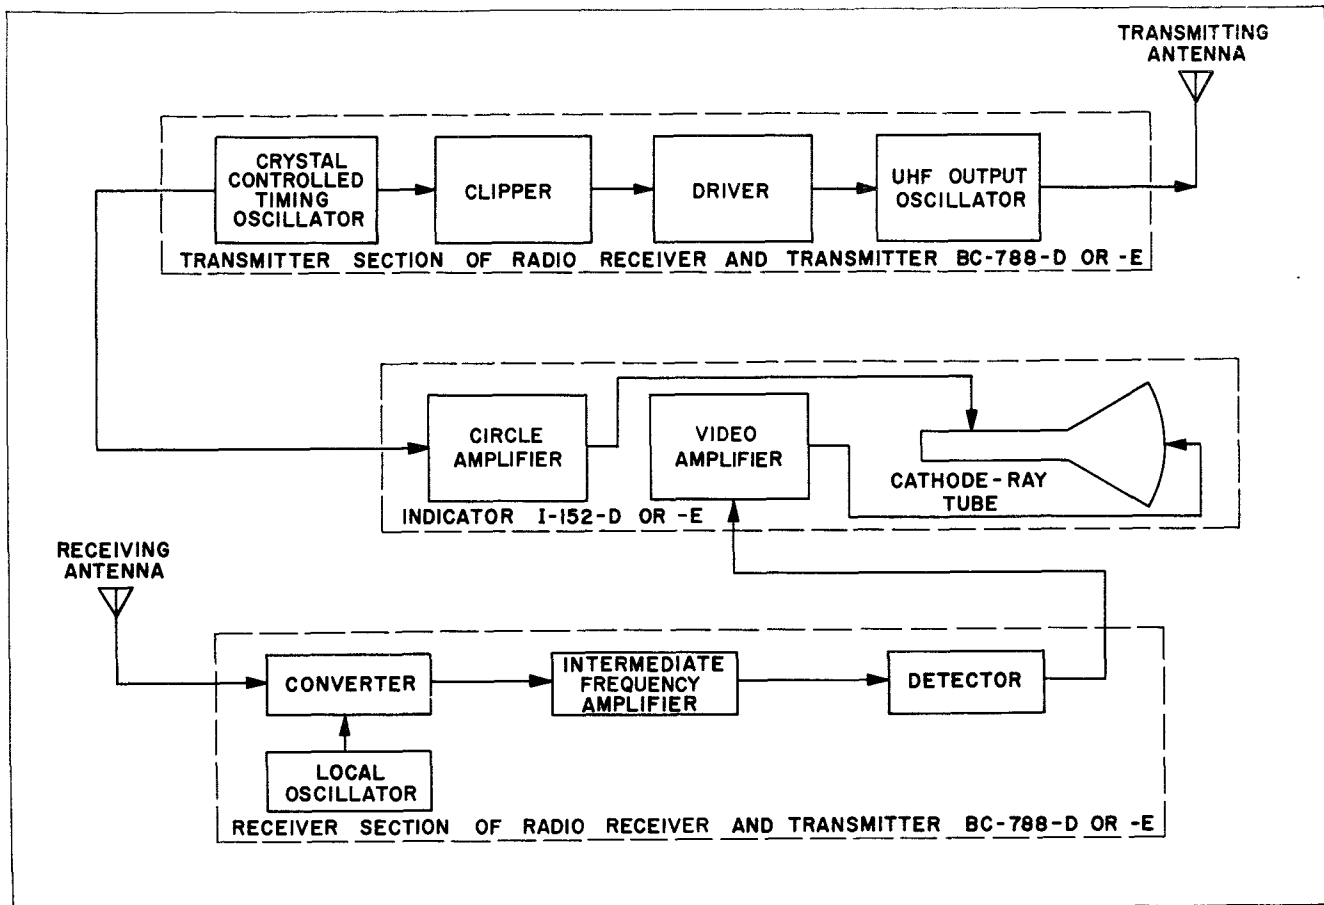 TRANSMITTING
ANTENNA
CRYSTAL
CONTROLLED
TIMING
OSCILLATOR
CLIPPER
DRIVER
UHF OUTPUT
OSCILLATOR
TRANSMITTER SECTION OF RADIO RECEIVER AND TRANSMITTER BC-788-D OR -E
CIRCLE
AMPLIFIER
VIDEO
AMPLIFIER
CATHODE-RAY
TUBE
INDICATOR I-152-D OR -E
RECEIVING
ANTENNA
CONVERTER
INTERMEDIATE
FREQUENCY
AMPLIFIER
DETECTOR
LOCAL
OSCILLATOR
RECEIVER SECTION OF RADIO RECEIVER AND TRANSMITTER BC-788-D OR -E